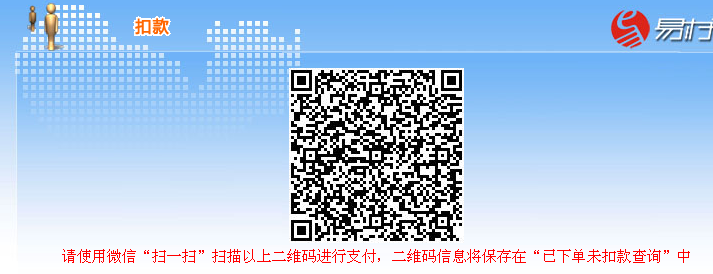 扣款
易村
请使用微信“扫一扫”扫描以上二维码进行支付，二维码信息将保存在“已下单未扣款查询”中